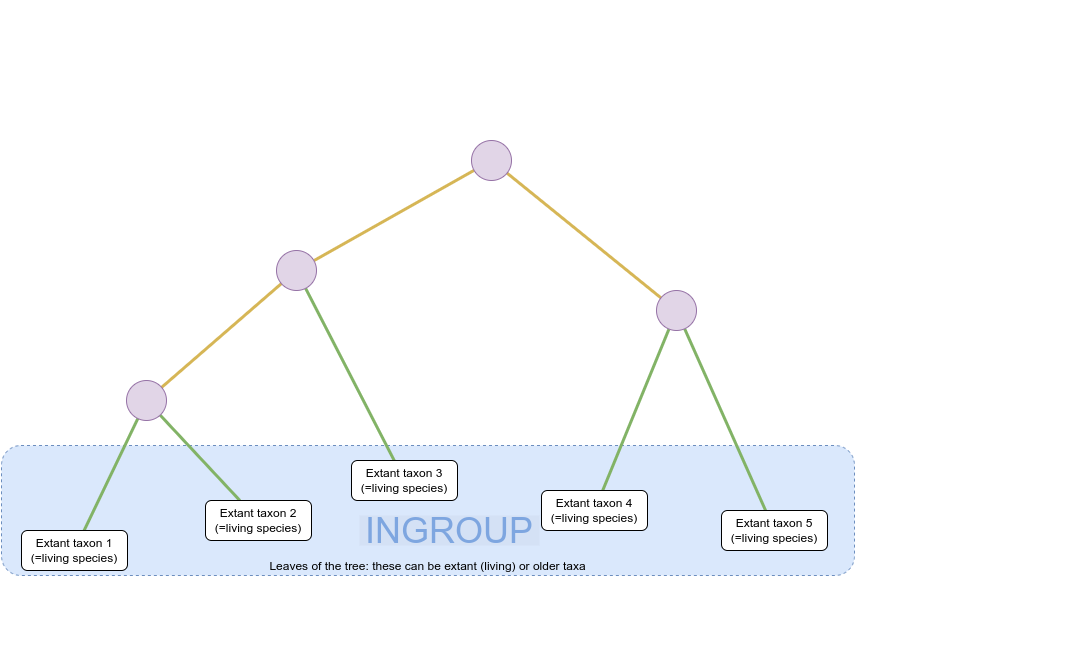 Extant taxon 3
(=living species)
Extant taxon 4
(=living species)
Extant taxon 2
(=living species)
Extant taxon 5
(=living species)
INGROUP
Extant taxon 1
(=living species)
Leaves of the tree: these can be extant (living) or older taxa